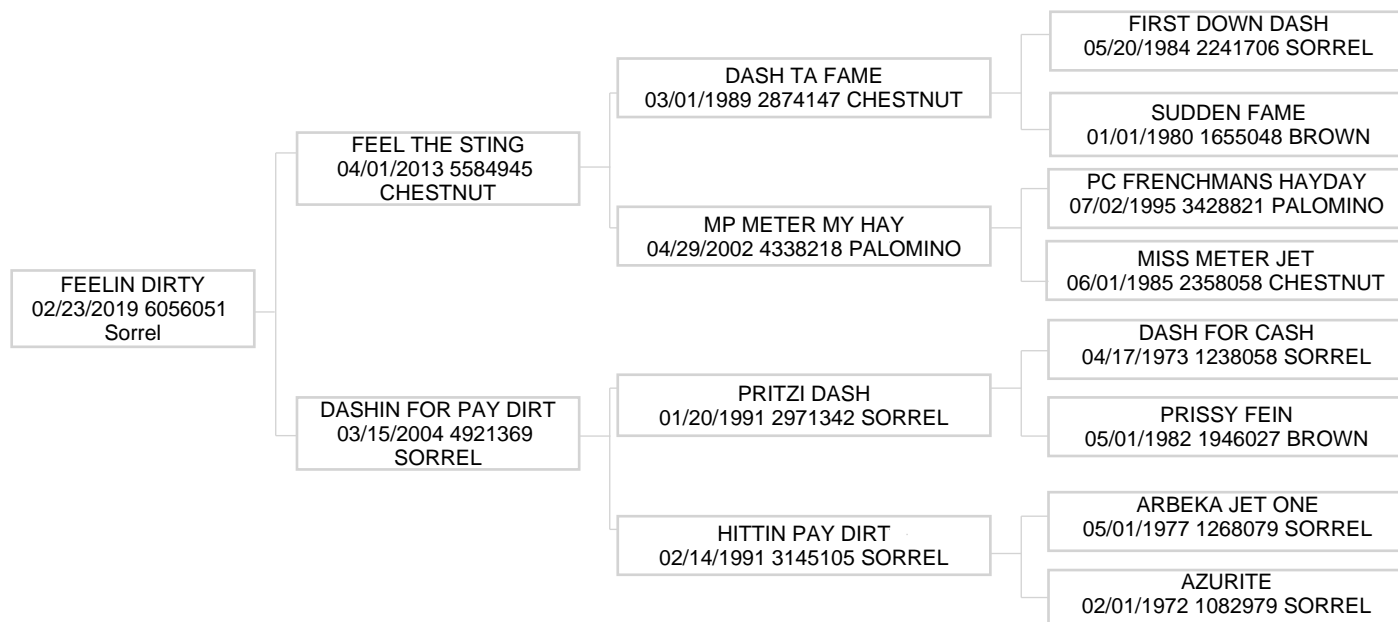 FEELIN DIRTY
02/23/2019 6056051
Sorrel
FEEL THE STING
04/01/2013 5584945
CHESTNUT
DASHIN FOR PAY DIRT
03/15/2004 4921369
SORREL
DASH TA FAME
03/01/1989 2874147 CHESTNUT
MP METER MY HAY
04/29/2002 4338218 PALOMINO
PRITZI DASH
01/20/1991 2971342 SORREL
HITTIN PAY DIRT
02/14/1991 3145105 SORREL
FIRST DOWN DASH
05/20/1984 2241706 SORREL
SUDDEN FAME
01/01/1980 1655048 BROWN
PC FRENCHMANS HAYDAY
07/02/1995 3428821 PALOMINO
MISS METER JET
06/01/1985 2358058 CHESTNUT
DASH FOR CASH
04/17/1973 1238058 SORREL
PRISSY FEIN
05/01/1982 1946027 BROWN
ARBEKA JET ONE
05/01/1977 1268079 SORREL
AZURITE
02/01/1972 1082979 SORREL